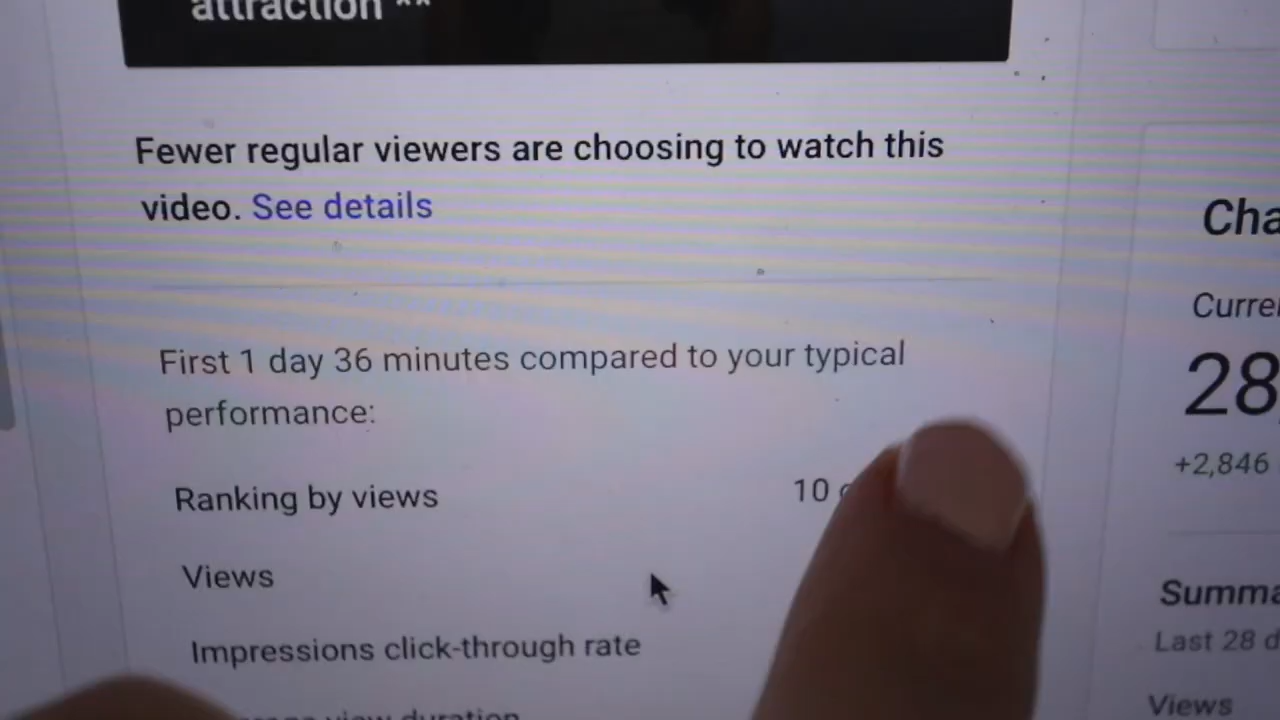 attraction ^^
Fewer regular viewers are choosing to watch this
video. See details
First 1 day 36 minutes compared to your typical
performance:
Ranking by views
10
Views
Impressions click-through rate
view duration
Curre
28
+2,846
Summa
Last 28 d
Views